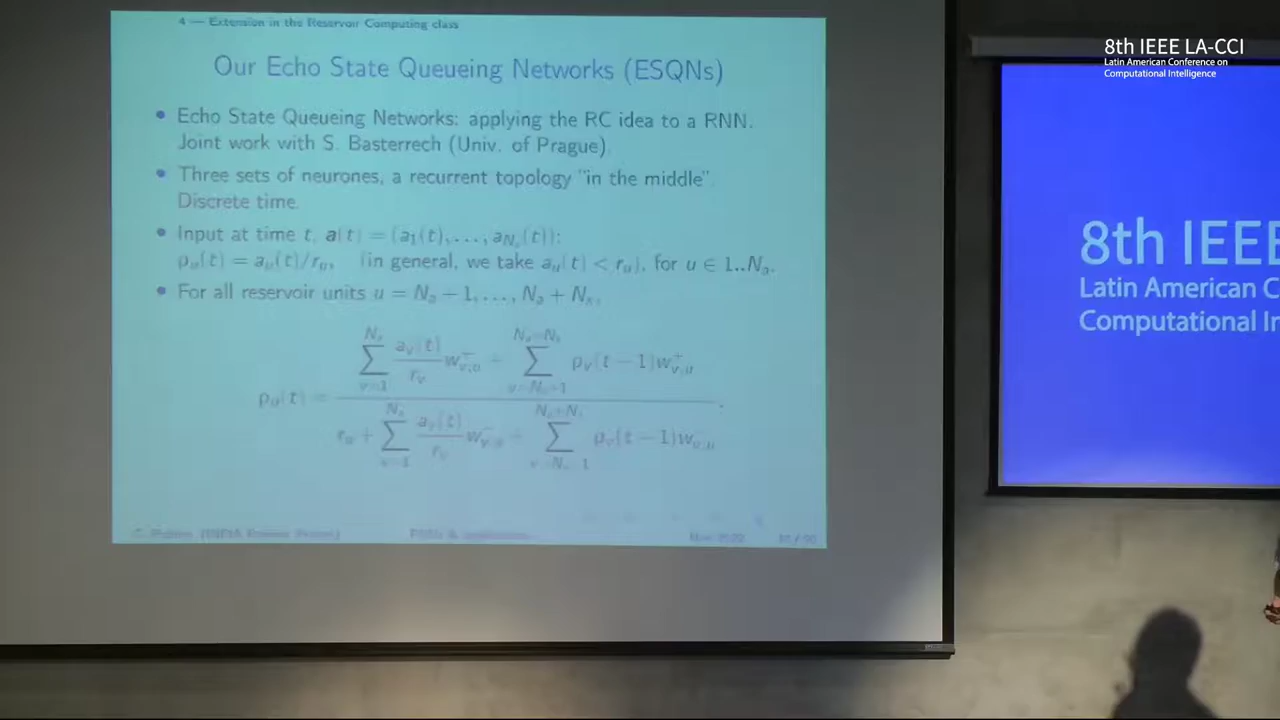 4 — Extension in the Reservoir Computing class
Our Echo State Queueing Networks (ESQNs)
• Echo State Queueing Networks: applying the RC idea to a RNN.
Joint work with S. Basterrech (Univ. of Prague).
• Three sets of neurones, a recurrent topology "in the middle".
Discrete time.
• Input at time t, a(t) = (a₁(t), . . . , a_Nₐ(t)):
ρᵤ(t) = aᵤ(t)/rᵤ, (in general, we take aᵤ(t) < rᵤ), for u ∈ 1..Nₐ.
• For all reservoir units u = Nₐ + 1, . . . , Nₐ + Nₓ,
8th IEEE LA-CCI
Latin American Conference on
Computational Intelligence
8th IEEE
Latin American C
Computational In